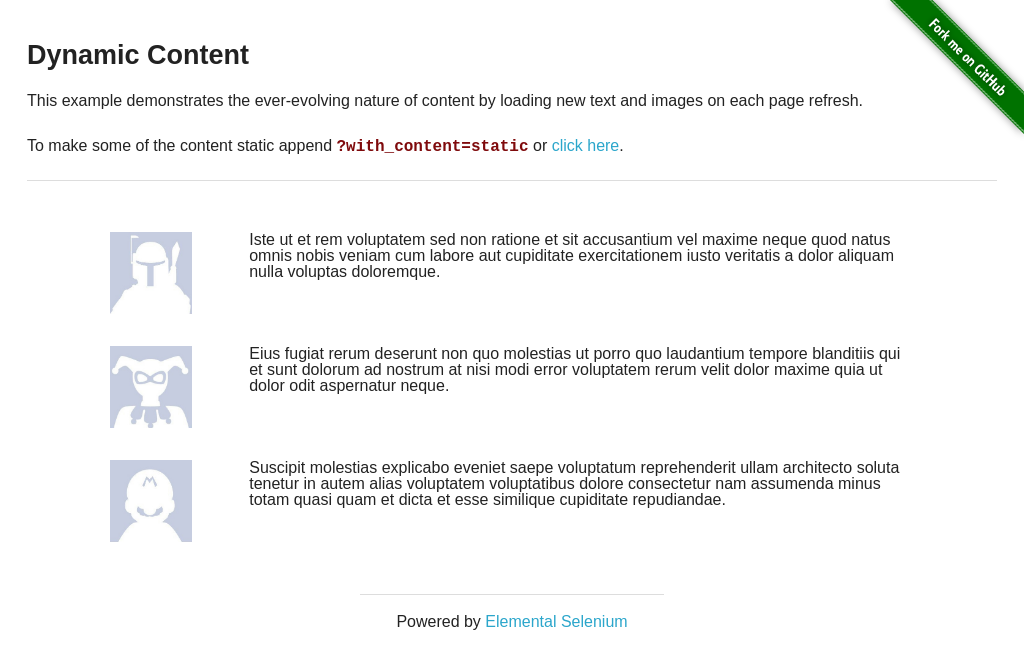 Fork me on GitHub
Dynamic Content
This example demonstrates the ever-evolving nature of content by loading new text and images on each page refresh.
To make some of the content static append ?with_content=static or click here.
Iste ut et rem voluptatem sed non ratione et sit accusantium vel maxime neque quod natus
omnis nobis veniam cum labore aut cupiditate exercitationem iusto veritatis a dolor aliquam
nulla voluptas doloremque.
Eius fugiat rerum deserunt non quo molestias ut porro quo laudantium tempore blanditiis qui
et sunt dolorum ad nostrum at nisi modi error voluptatem rerum velit dolor maxime quia ut
dolor odit aspernatur neque.
Suscipit molestias explicabo eveniet saepe voluptatum reprehenderit ullam architecto soluta
tenetur in autem alias voluptatem voluptatibus dolore consectetur nam assumenda minus
totam quasi quam et dicta et esse similique cupiditate repudiandae.
Powered by Elemental Selenium